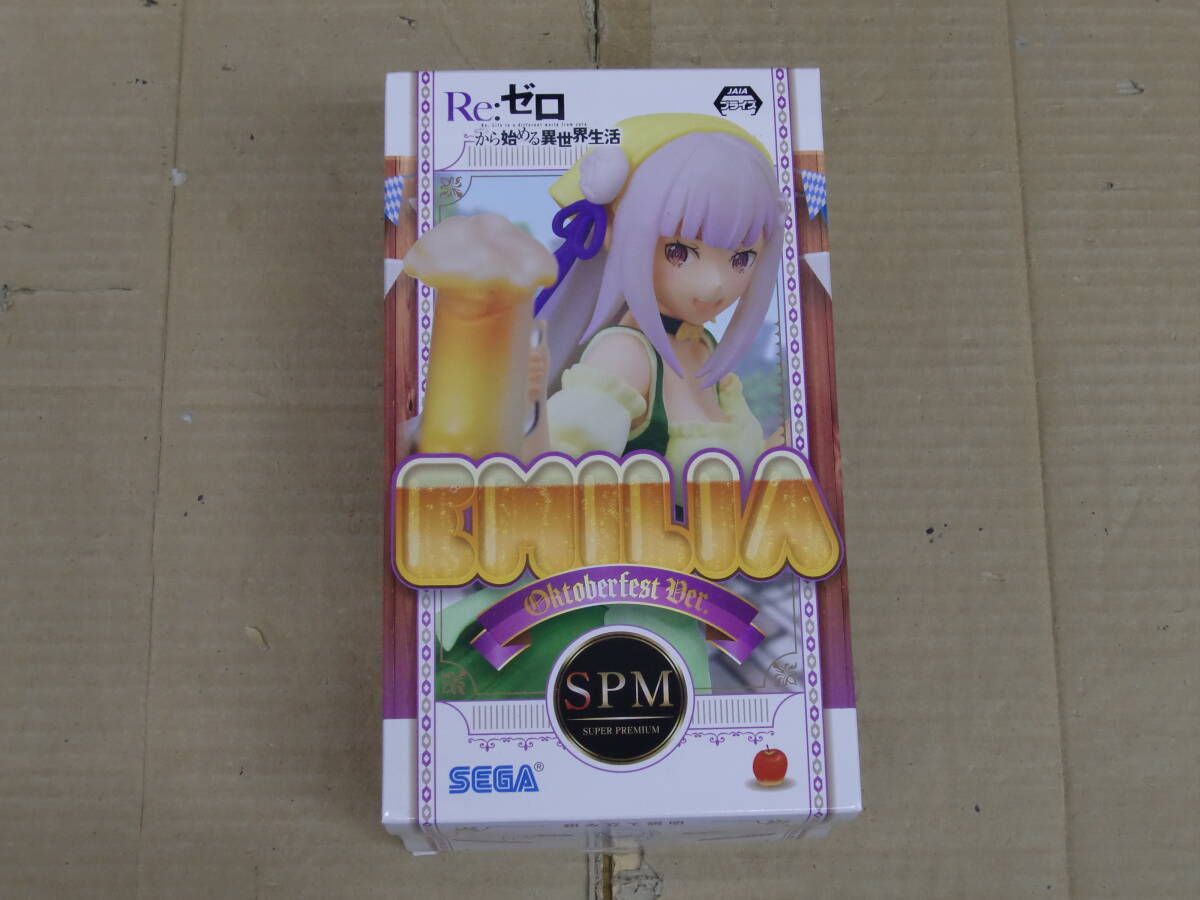 Re:ゼロ
Re: Life in a different world from zero
から始める異世界生活
JAIA
プライズ
EMILIA
Oktoberfest Ver.
SPM
SUPER PREMIUM
SEGA®